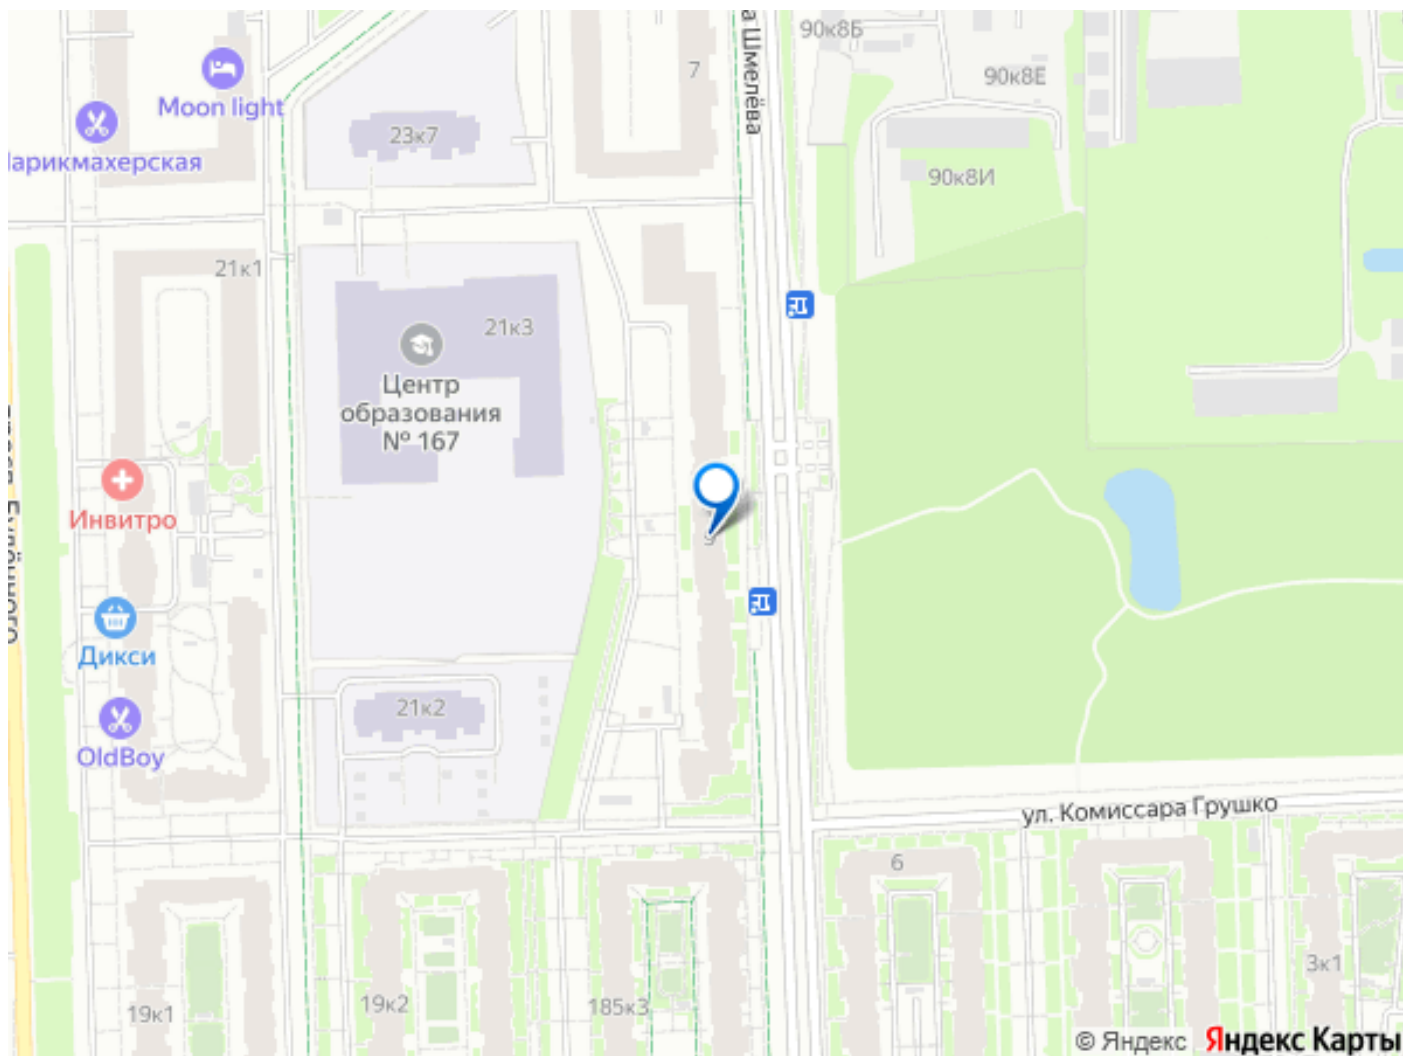 90к8Б
а Шмелёва
7
90к8Е
Moon light
23к7
арикмахерская
90к8И
21к1
21к3
Центр
образования
№ 167
Инвитро
Дикси
21к2
OldBoy
ул. Комиссара Грушко
6
19к1
19к2
185к3
3к1
© Яндекс Яндекс Карты